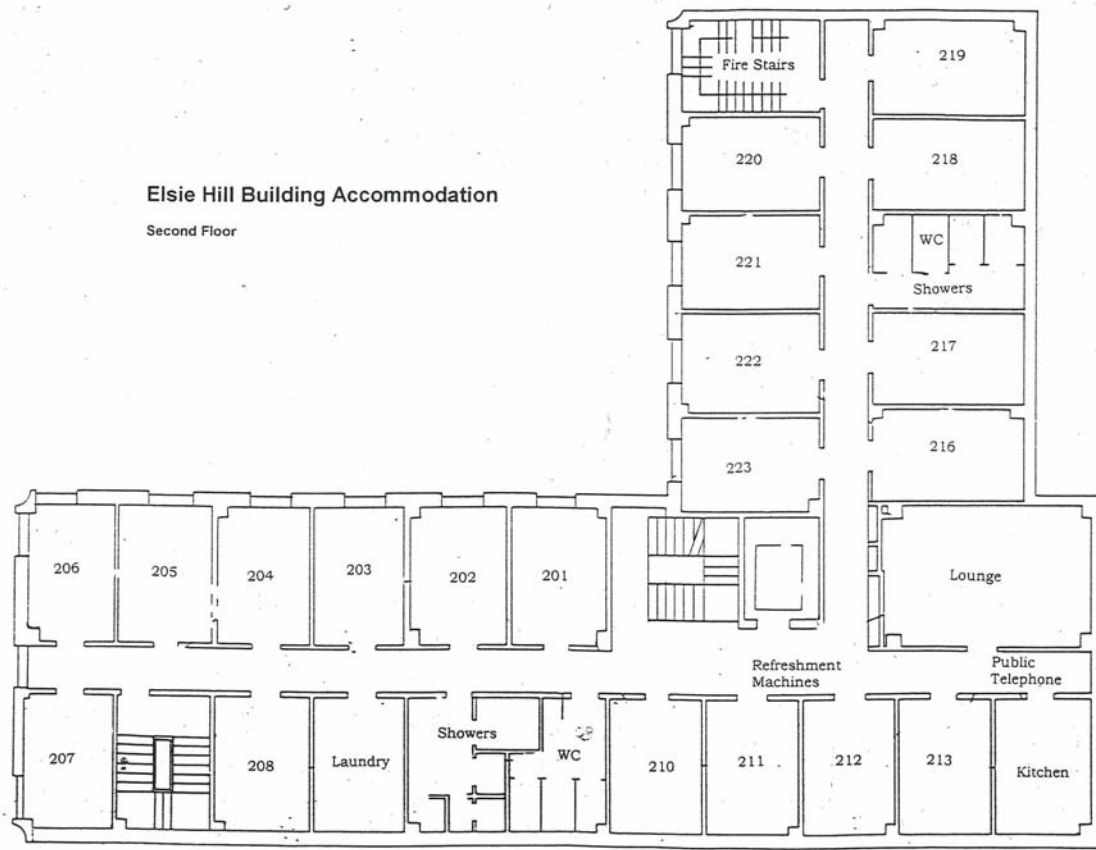 Fire Stairs
219
220
218
Elsie Hill Building Accommodation
Second Floor
WC
221
Showers
222
217
223
216
206
205
204
203
202
201
Lounge
Refreshment
Machines
Public
Telephone
207
208
Laundry
Showers
WC
210
211
212
213
Kitchen